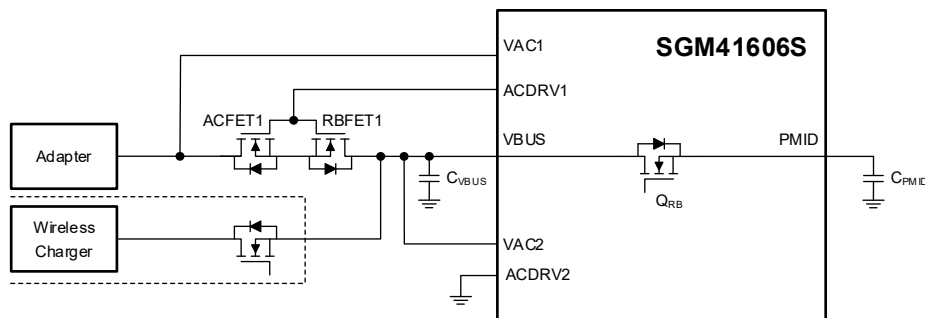 SGM41606S
VAC1
ACDRV1
ACFET1
RBFET1
VBUS
PMID
Adapter
CVBUS
QRB
CPMID
Wireless
Charger
VAC2
ACDRV2